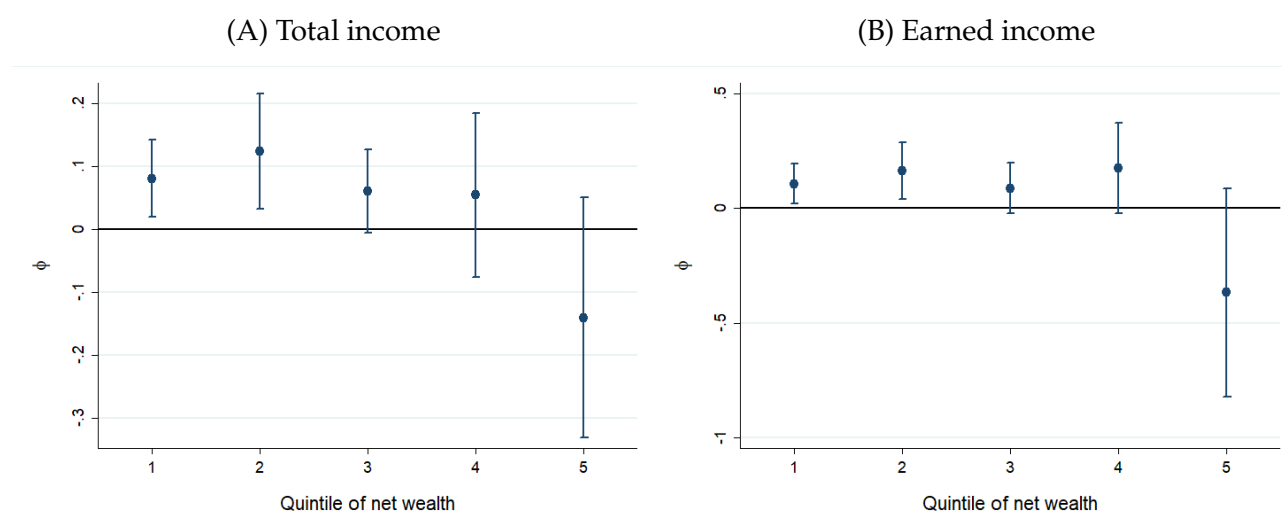 (A) Total income
.2
.1
0
-.1
-.2
-.3
ϕ
1 2 3 4 5
Quintile of net wealth
(B) Earned income
.5
0
-.5
-1
ϕ
1 2 3 4 5
Quintile of net wealth